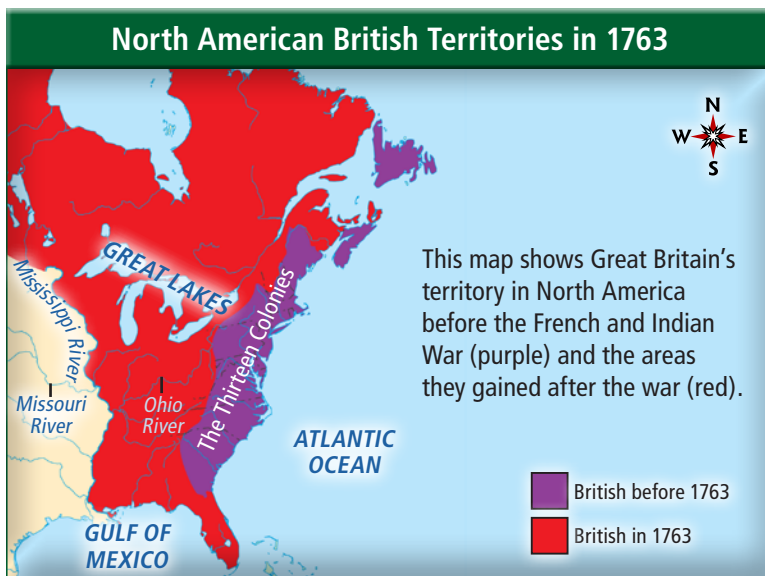 North American British Territories in 1763
N
W E
S
GREAT LAKES
Mississippi River
The Thirteen Colonies
This map shows Great Britain’s
territory in North America
before the French and Indian
War (purple) and the areas
they gained after the war (red).
Missouri
River
Ohio
River
ATLANTIC
OCEAN
GULF OF
MEXICO
British before 1763
British in 1763